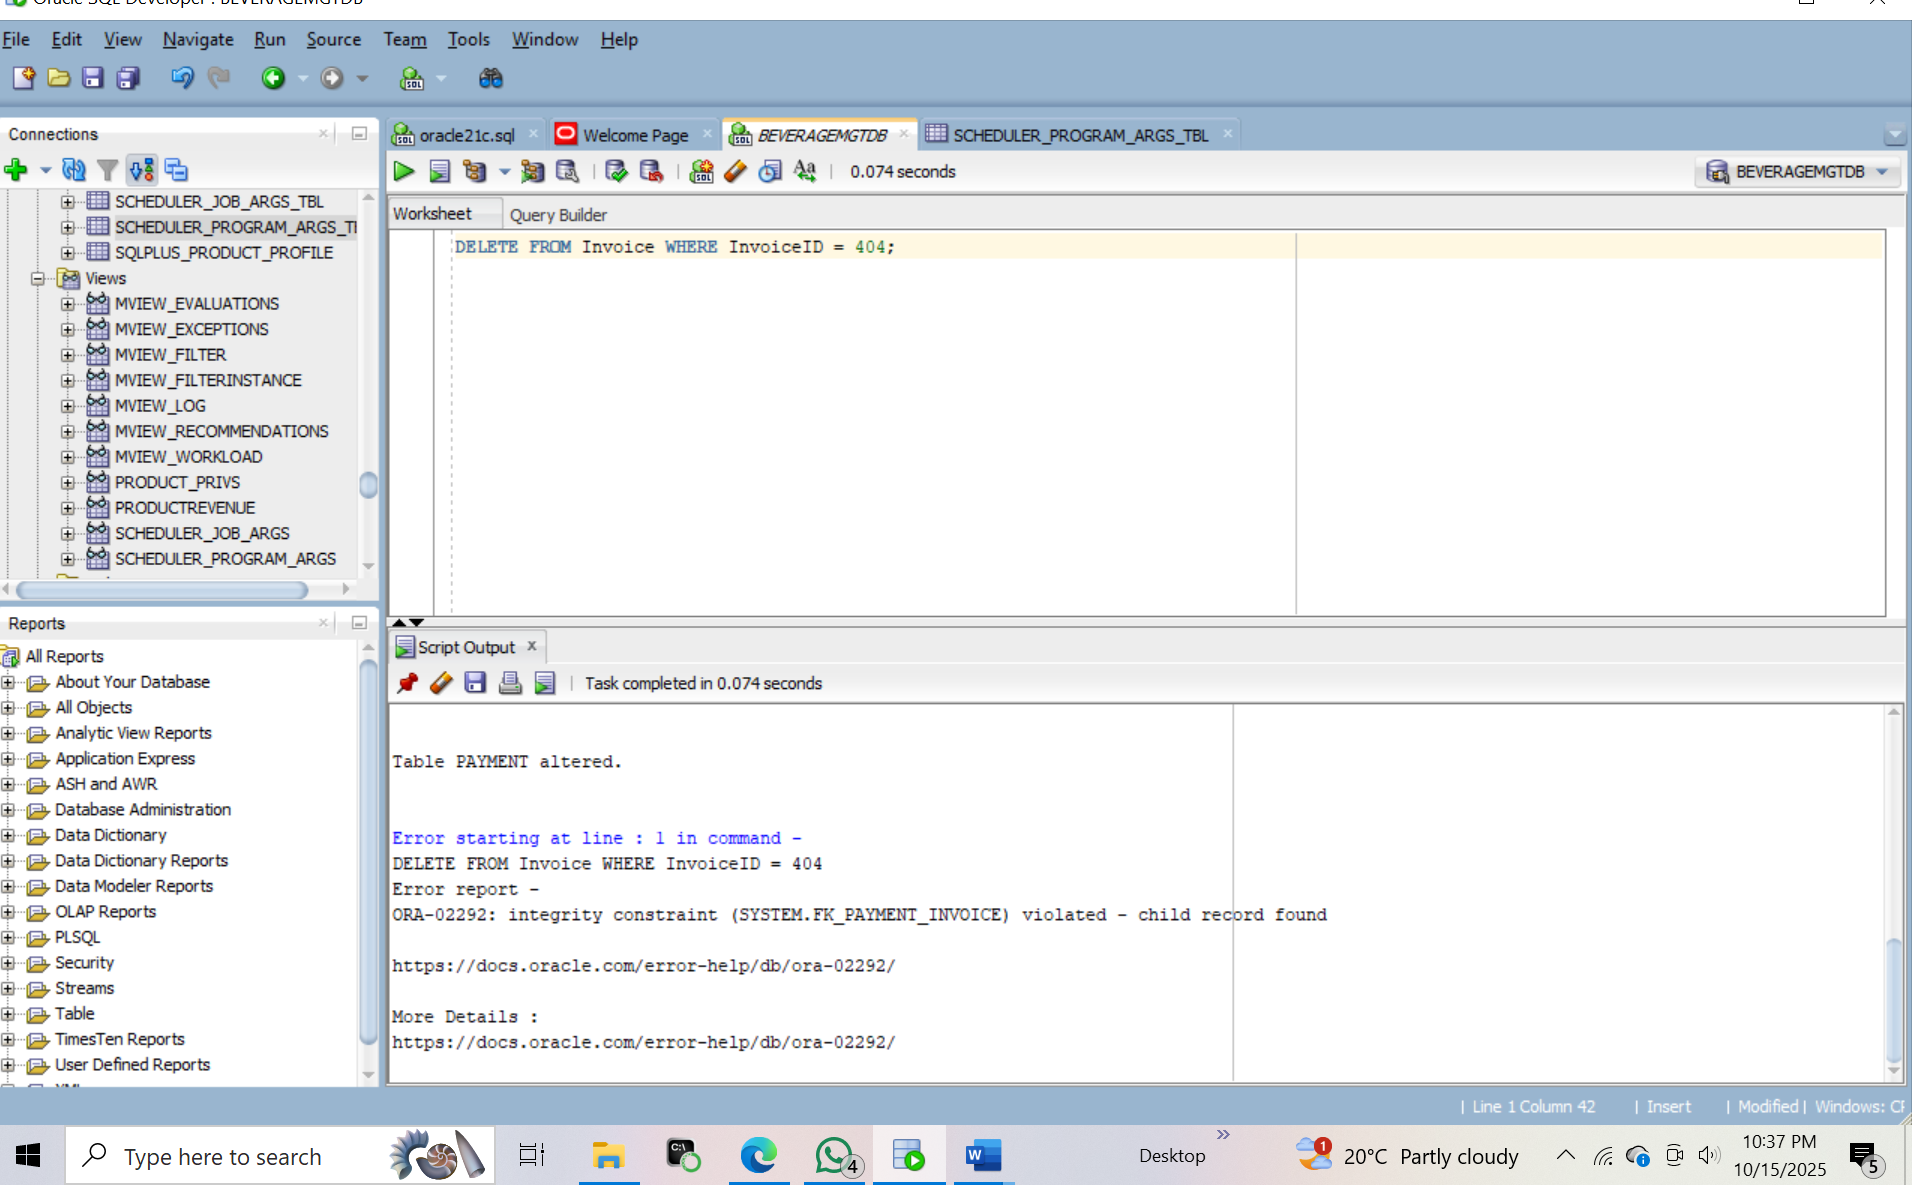 Oracle SQL Developer : BEVERAGEMGTDB
File Edit View Navigate Run Source Team Tools Window Help
Connections
SCHEDULER_JOB_ARGS_TBL
SCHEDULER_PROGRAM_ARGS_T
SQLPLUS_PRODUCT_PROFILE
Views
MVIEW_EVALUATIONS
MVIEW_EXCEPTIONS
MVIEW_FILTER
MVIEW_FILTERINSTANCE
MVIEW_LOG
MVIEW_RECOMMENDATIONS
MVIEW_WORKLOAD
PRODUCT_PRIVS
PRODUCTREVENUE
SCHEDULER_JOB_ARGS
SCHEDULER_PROGRAM_ARGS
Reports
All Reports
About Your Database
All Objects
Analytic View Reports
Application Express
ASH and AWR
Database Administration
Data Dictionary
Data Dictionary Reports
Data Modeler Reports
OLAP Reports
PLSQL
Security
Streams
Table
TimesTen Reports
User Defined Reports
oracle21c.sql Welcome Page BEVERAGEMGTDB SCHEDULER_PROGRAM_ARGS_TBL
0.074 seconds BEVERAGEMGTDB
Worksheet Query Builder
DELETE FROM Invoice WHERE InvoiceID = 404;
Script Output
Task completed in 0.074 seconds
Table PAYMENT altered.
Error starting at line : 1 in command -
DELETE FROM Invoice WHERE InvoiceID = 404
Error report -
ORA-02292: integrity constraint (SYSTEM.FK_PAYMENT_INVOICE) violated - child record found
https://docs.oracle.com/error-help/db/ora-02292/
More Details :
https://docs.oracle.com/error-help/db/ora-02292/
| Line 1 Column 42 | Insert | Modified | Windows: CF
Type here to search
4
Desktop
1
20°C Partly cloudy
10:37 PM
10/15/2025
5